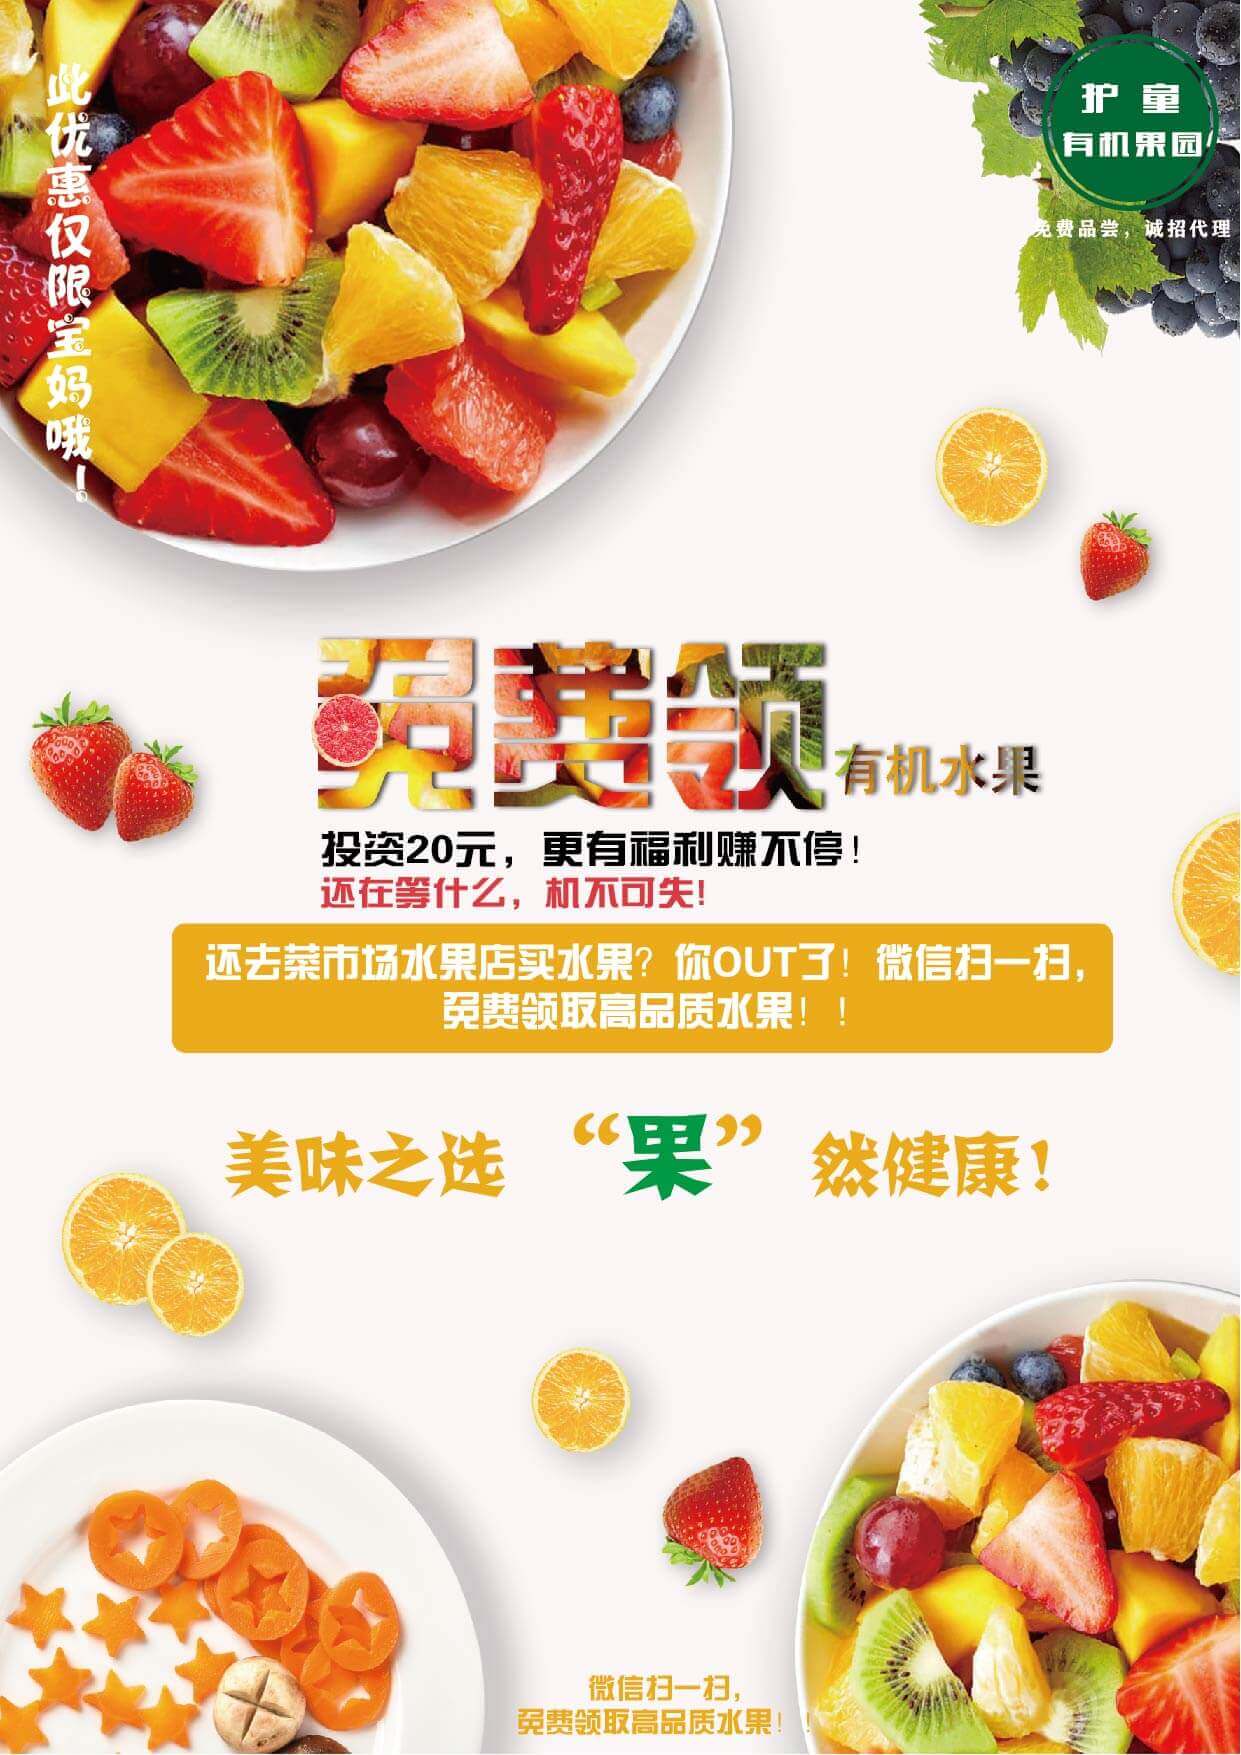 此优惠仅限宝妈哦！
护 童
有机果园
免费品尝，诚招代理
免费领
有机水果
投资20元，更有福利赚不停！
还在等什么，机不可失！
还去菜市场水果店买水果？你OUT了！微信扫一扫，
免费领取高品质水果！！
美味之选 “果” 然健康！
微信扫一扫，
免费领取高品质水果！！